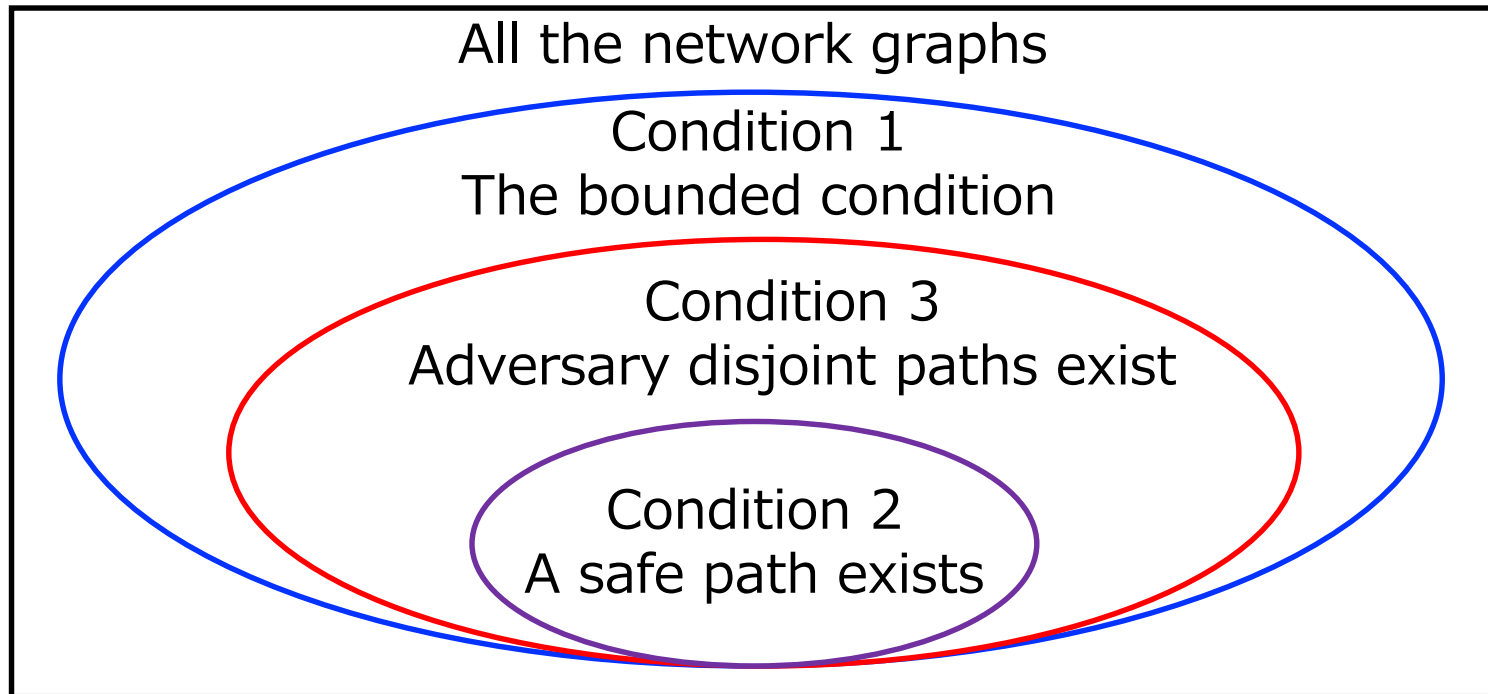 All the network graphs
Condition 1
The bounded condition
Condition 3
Adversary disjoint paths exist
Condition 2
A safe path exists